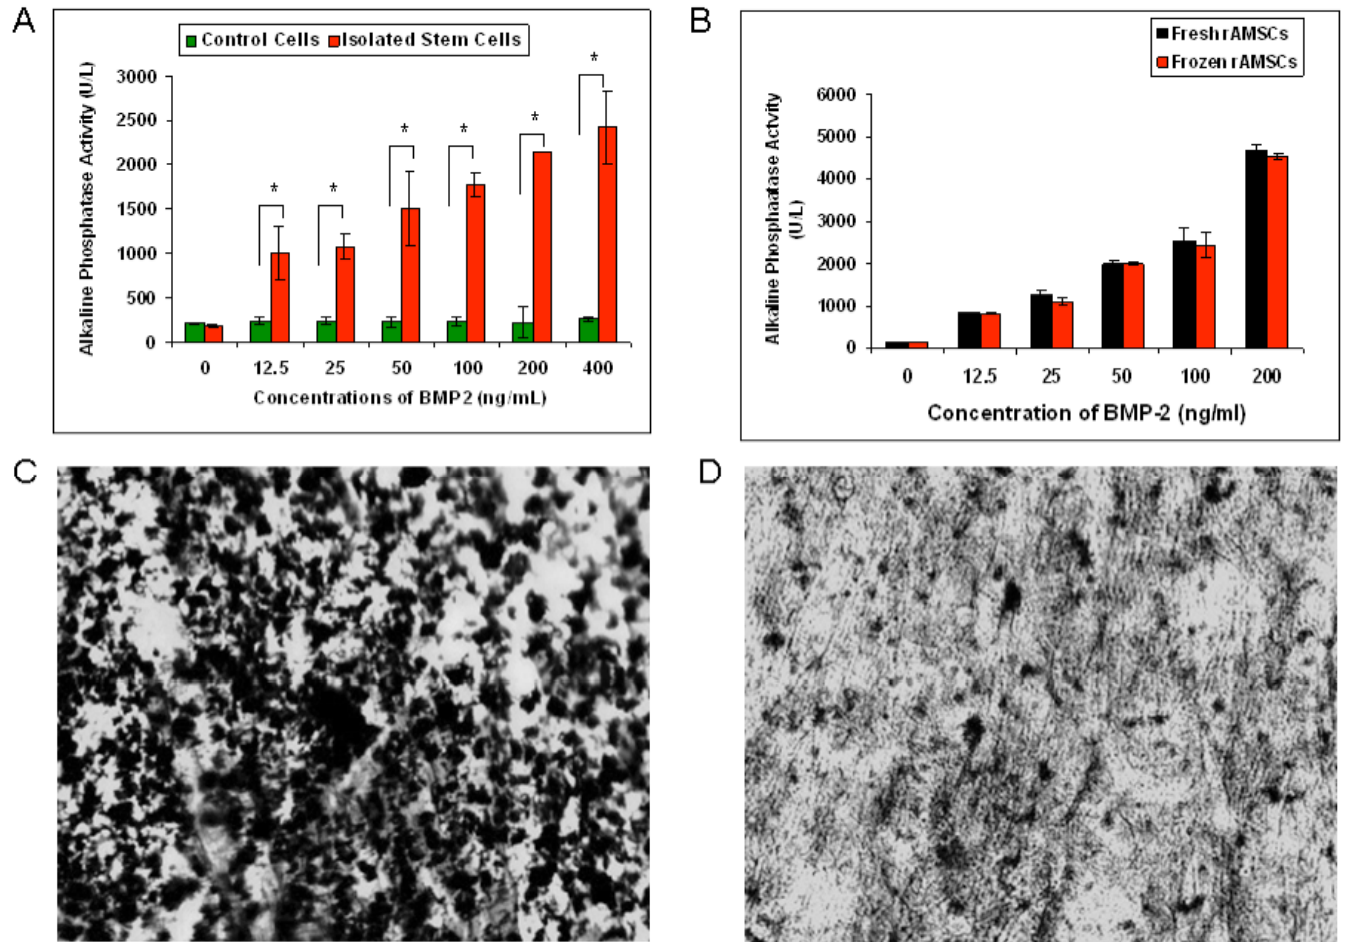 A
Control Cells Isolated Stem Cells
Alkaline Phosphatase Activity (U/L)
3000
2500
2000
1500
1000
500
0
* * * * * *
0 12.5 25 50 100 200 400
Concentrations of BMP2 (ng/mL)
B
Fresh rAMSCs
Frozen rAMSCs
Alkaline Phosphaatase Actvity
(U/L)
6000
5000
4000
3000
2000
1000
0
0 12.5 25 50 100 200
Concentration of BMP-2 (ng/ml)
C
D